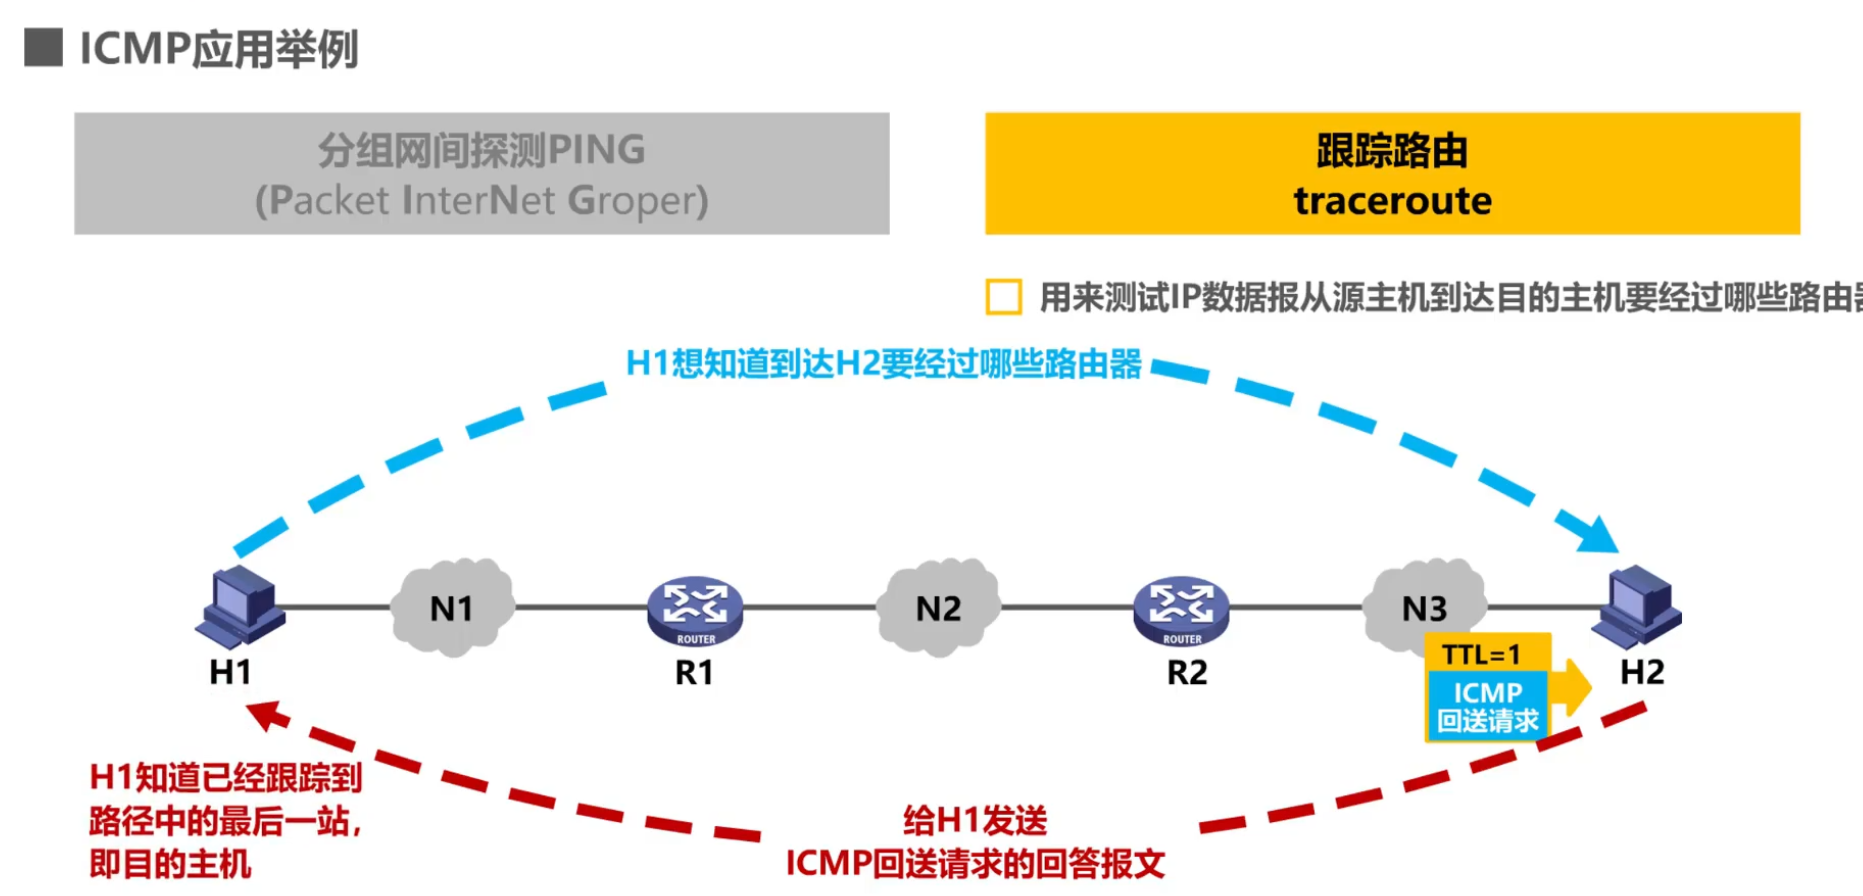 ICMP应用举例
分组网间探测PING
(Packet InterNet Groper)
跟踪路由
traceroute
用来测试IP数据报从源主机到达目的主机要经过哪些路由器
H1想知道到达H2要经过哪些路由器
N1
N2
N3
ROUTER
ROUTER
H1
R1
R2
H2
TTL=1
ICMP
回送请求
H1知道已经跟踪到
路径中的最后一站，
即目的主机
给H1发送
ICMP回送请求的回答报文